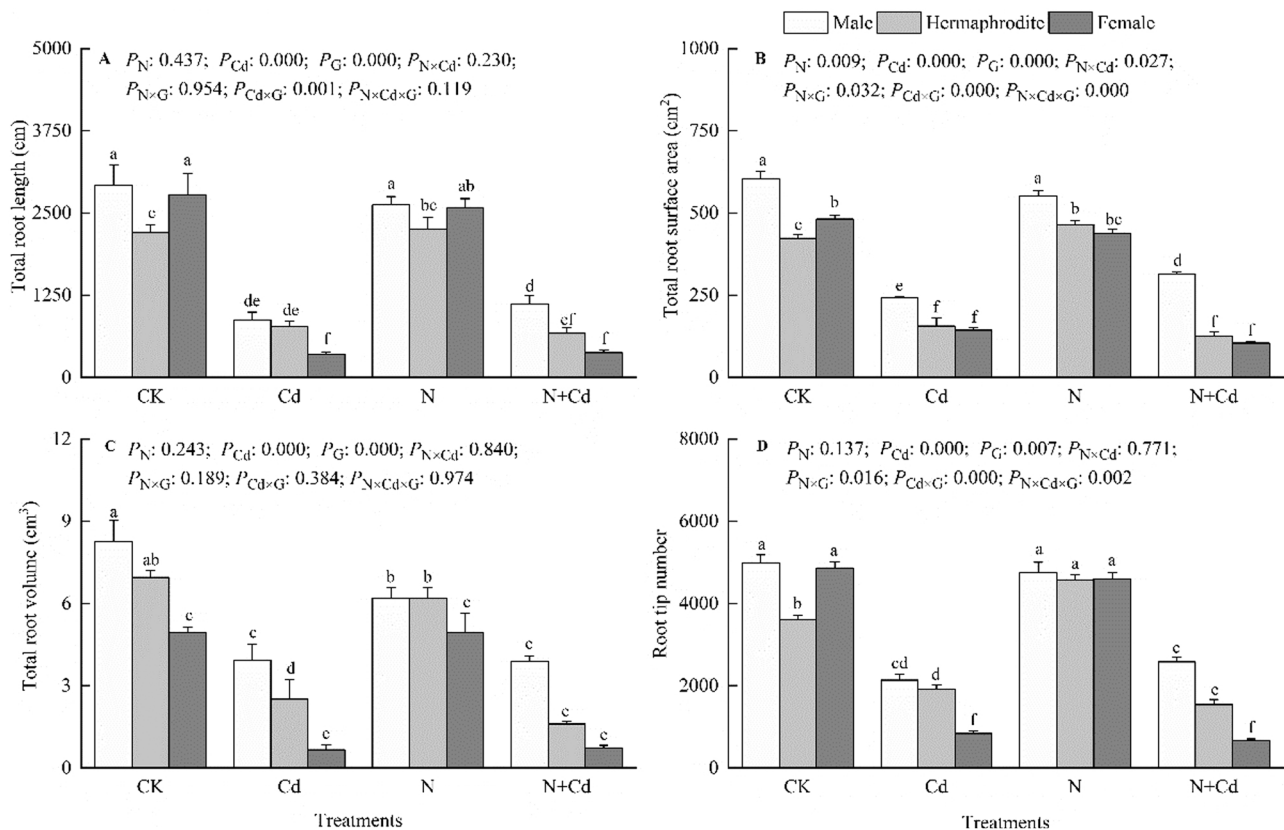 Male Hermaphrodite Female
A P_N: 0.437; P_Cd: 0.000; P_G: 0.000; P_N×Cd: 0.230;
P_N×G: 0.954; P_Cd×G: 0.001; P_N×Cd×G: 0.119
Total root length (cm)
5000
3750
2500
1250
0
a c a
de de f
a bc ab
d ef f
CK Cd N N+Cd
B P_N: 0.009; P_Cd: 0.000; P_G: 0.000; P_N×Cd: 0.027;
P_N×G: 0.032; P_Cd×G: 0.000; P_N×Cd×G: 0.000
Total root surface area (cm²)
1000
750
500
250
0
a c b
e f f
a b bc
d f f
CK Cd N N+Cd
C P_N: 0.243; P_Cd: 0.000; P_G: 0.000; P_N×Cd: 0.840;
P_N×G: 0.189; P_Cd×G: 0.384; P_N×Cd×G: 0.974
Total root volume (cm³)
12
9
6
3
0
a ab c
c d
b b c
c
CK Cd N N+Cd
Treatments
D P_N: 0.137; P_Cd: 0.000; P_G: 0.007; P_N×Cd: 0.771;
P_N×G: 0.016; P_Cd×G: 0.000; P_N×Cd×G: 0.002
Root tip number
8000
6000
4000
2000
0
a b a
cd d f
a a a
c f
CK Cd N N+Cd
Treatments